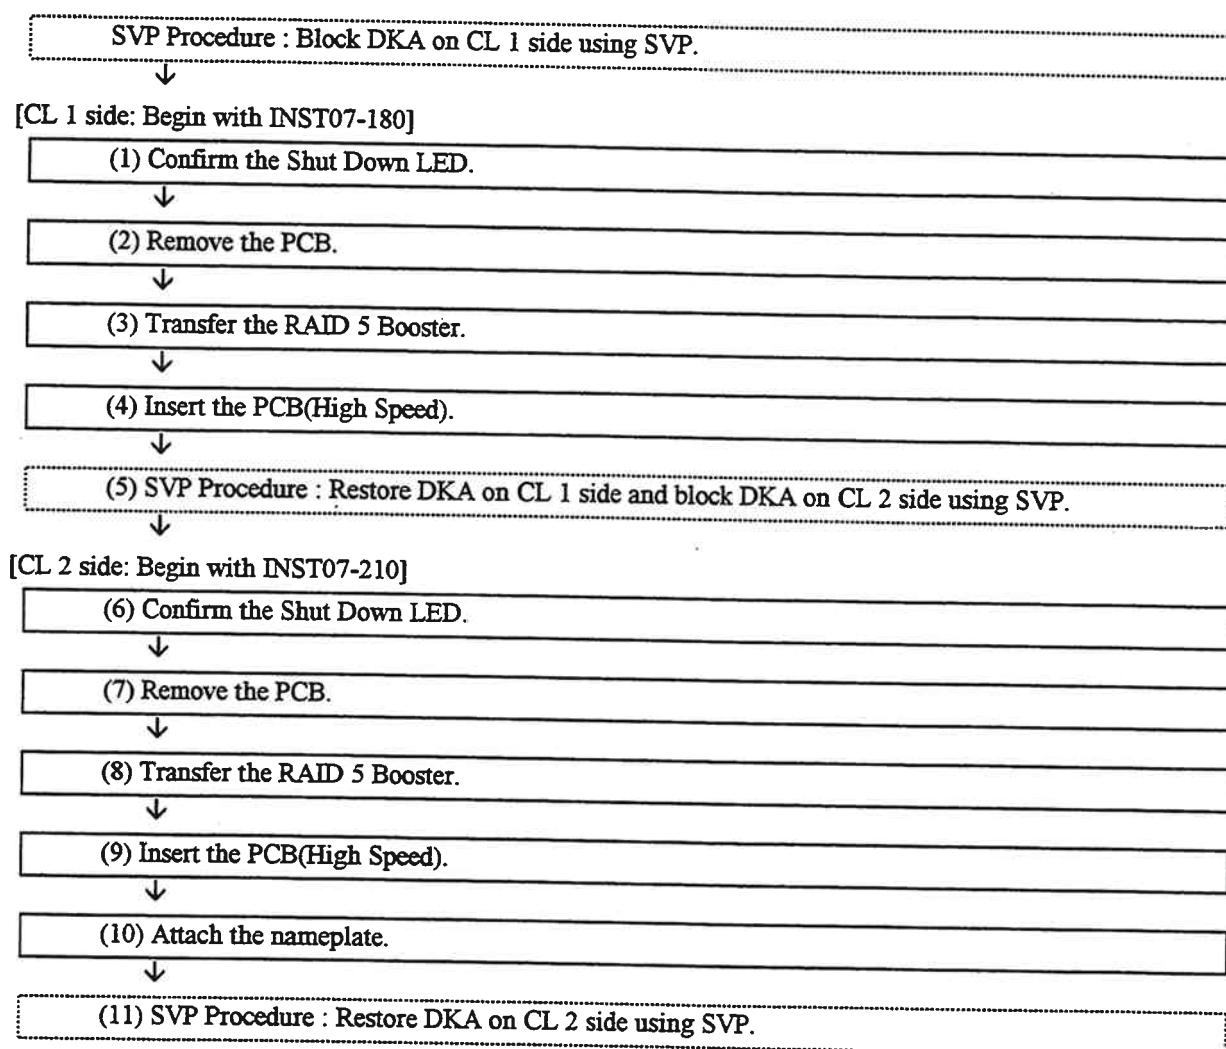 SVP Procedure : Block DKA on CL 1 side using SVP.
↓
[CL 1 side: Begin with INST07-180]
(1) Confirm the Shut Down LED.
↓
(2) Remove the PCB.
↓
(3) Transfer the RAID 5 Booster.
↓
(4) Insert the PCB(High Speed).
↓
(5) SVP Procedure : Restore DKA on CL 1 side and block DKA on CL 2 side using SVP.
↓
[CL 2 side: Begin with INST07-210]
(6) Confirm the Shut Down LED.
↓
(7) Remove the PCB.
↓
(8) Transfer the RAID 5 Booster.
↓
(9) Insert the PCB(High Speed).
↓
(10) Attach the nameplate.
↓
(11) SVP Procedure : Restore DKA on CL 2 side using SVP.